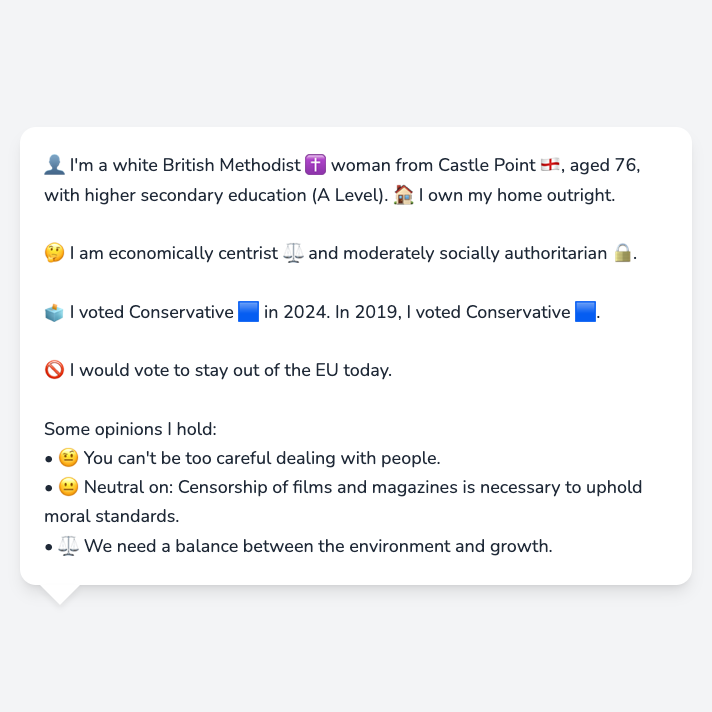 👤 I'm a white British Methodist ✝️ woman from Castle Point 🏴󠁧󠁢󠁥󠁮󠁧󠁿, aged 76,
with higher secondary education (A Level). 🏠 I own my home outright.
🤔 I am economically centrist ⚖️ and moderately socially authoritarian 🔒.
🗳️ I voted Conservative 🟦 in 2024. In 2019, I voted Conservative 🟦.
🚫 I would vote to stay out of the EU today.
Some opinions I hold:
• 🤨 You can't be too careful dealing with people.
• 😐 Neutral on: Censorship of films and magazines is necessary to uphold
moral standards.
• ⚖️ We need a balance between the environment and growth.